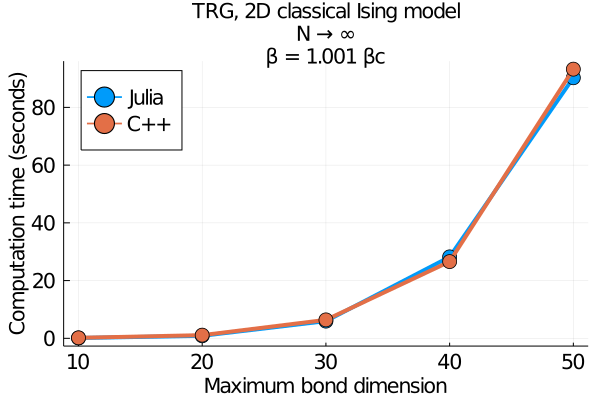 TRG, 2D classical Ising model
N → ∞
β = 1.001 βc
Julia
C++
Computation time (seconds)
80
60
40
20
0
10 20 30 40 50
Maximum bond dimension